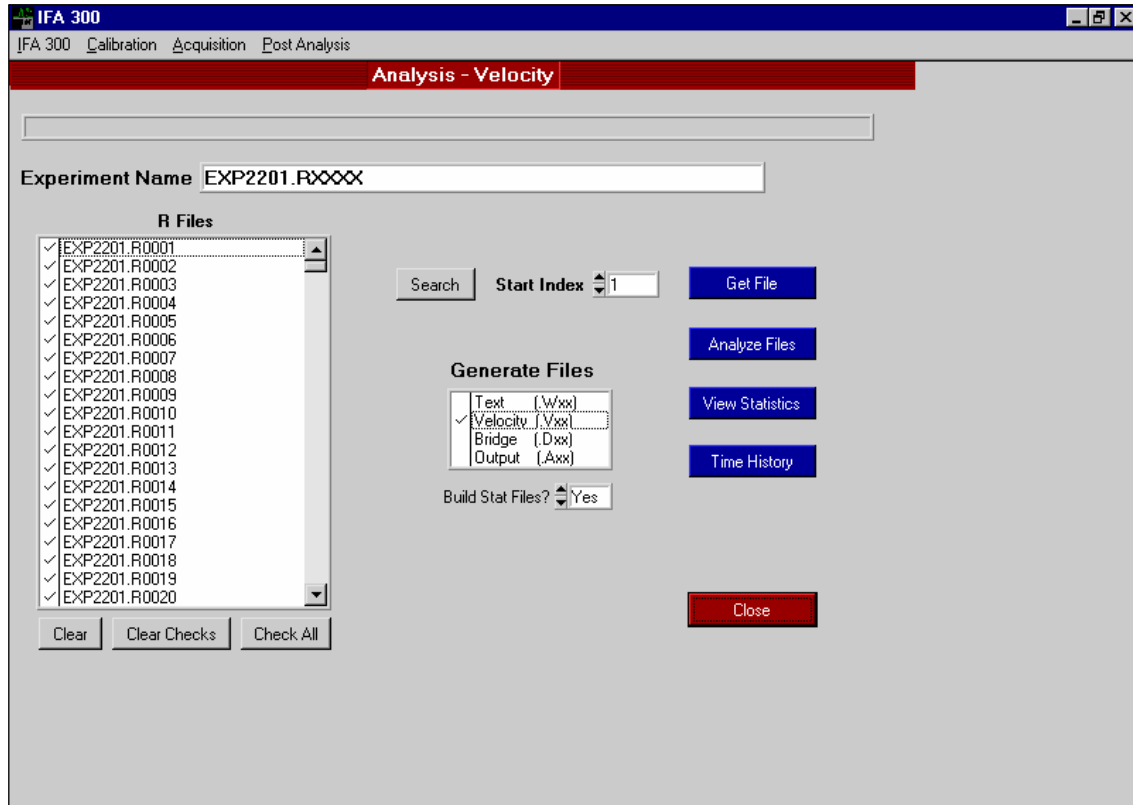 IFA 300
IFA 300 Calibration Acquisition Post Analysis
Analysis - Velocity
Experiment Name EXP2201.RXXXX
R Files
EXP2201.R0001
EXP2201.R0002
EXP2201.R0003
EXP2201.R0004
EXP2201.R0005
EXP2201.R0006
EXP2201.R0007
EXP2201.R0008
EXP2201.R0009
EXP2201.R0010
EXP2201.R0011
EXP2201.R0012
EXP2201.R0013
EXP2201.R0014
EXP2201.R0015
EXP2201.R0016
EXP2201.R0017
EXP2201.R0018
EXP2201.R0019
EXP2201.R0020
Clear Clear Checks Check All
Search Start Index 1
Generate Files
Text (.Wxx)
Velocity (.Vxx)
Bridge (.Dxx)
Output (.Axx)
Build Stat Files? Yes
Get File
Analyze Files
View Statistics
Time History
Close